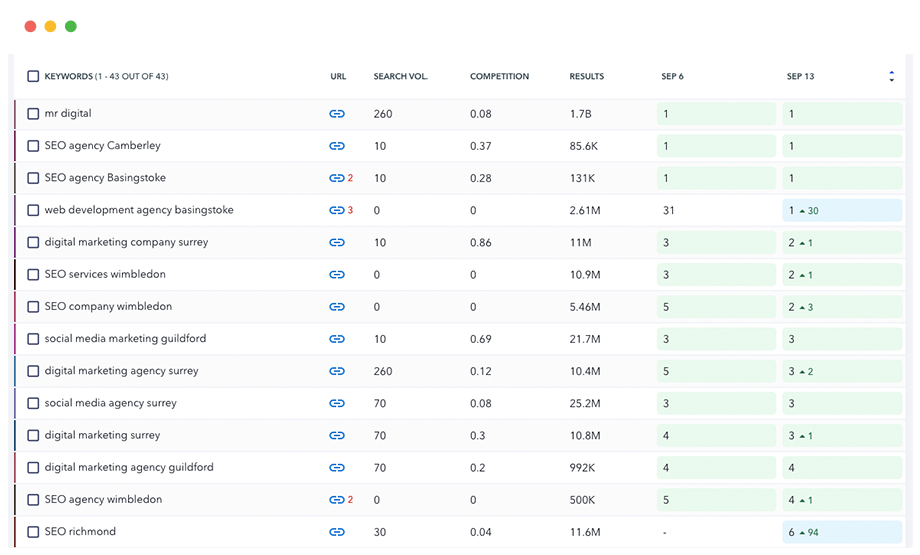 KEYWORDS (1 - 43 OUT OF 43) URL SEARCH VOL. COMPETITION RESULTS SEP 6 SEP 13
mr digital 260 0.08 1.7B 1 1
SEO agency Camberley 10 0.37 85.6K 1 1
SEO agency Basingstoke 2 10 0.28 131K 1 1
web development agency basingstoke 3 0 0 2.61M 31 1 30
digital marketing company surrey 10 0.86 11M 3 2 1
SEO services wimbledon 0 0 10.9M 3 2 1
SEO company wimbledon 0 0 5.46M 5 2 3
social media marketing guildford 10 0.69 21.7M 3 3
digital marketing agency surrey 260 0.12 10.4M 5 3 2
social media agency surrey 70 0.08 25.2M 3 3
digital marketing surrey 70 0.3 10.8M 4 3 1
digital marketing agency guildford 70 0.2 992K 4 4
SEO agency wimbledon 2 0 0 500K 5 4 1
SEO richmond 30 0.04 11.6M - 6 94